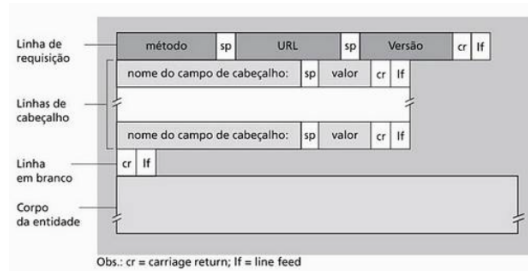 Linha de requisição
método sp URL sp Versão cr lf
nome do campo de cabeçalho: sp valor cr lf
Linhas de cabeçalho
nome do campo de cabeçalho: sp valor cr lf
Linha em branco
cr lf
Corpo da entidade
Obs.: cr = carriage return; lf = line feed